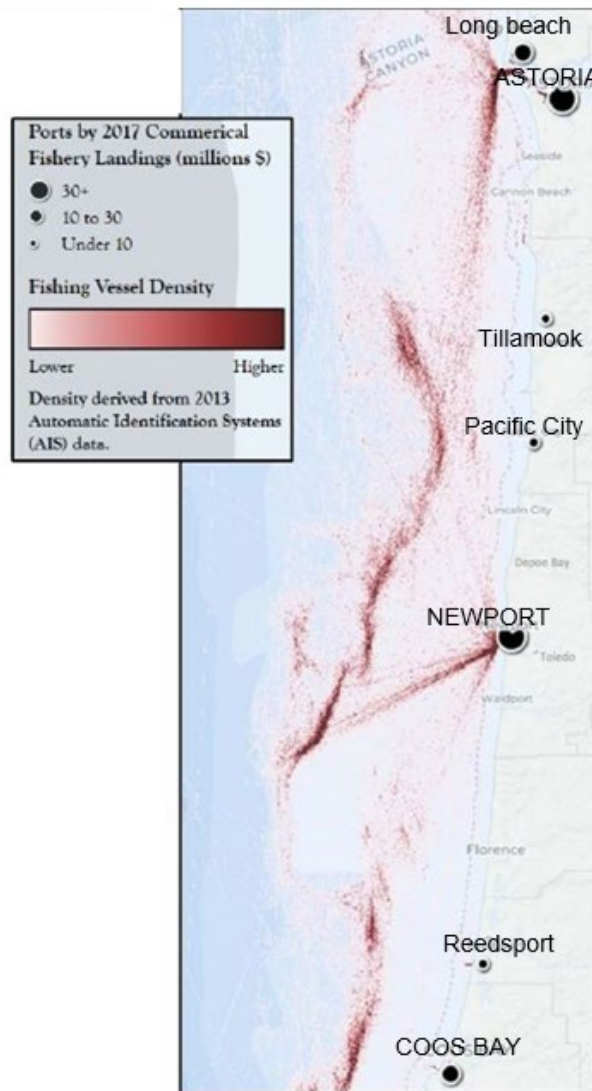 Long beach
ASTORIA
CANYON
ASTORIA
Ports by 2017 Commerical
Fishery Landings (millions $)
30+
10 to 30
Under 10
Fishing Vessel Density
Lower Higher
Density derived from 2013
Automatic Identification Systems
(AIS) data.
Seaside
Cannon Beach
Tillamook
Pacific City
Lincoln City
Depoe Bay
NEWPORT
Toledo
Waldport
Florence
Reedsport
COOS BAY